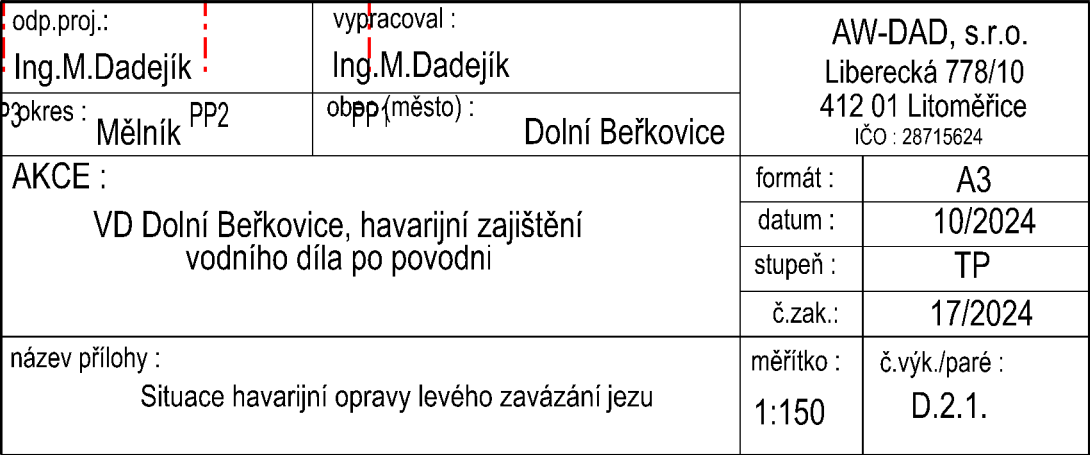 odp.proj.:
Ing.M.Dadejík
vypracoval :
Ing.M.Dadejík
AW-DAD, s.r.o.
Liberecká 778/10
412 01 Litoměřice
IČO : 28715624
P3
okres :
Mělník
PP2
obec (město) :
PP1
Dolní Beřkovice
AKCE :
VD Dolní Beřkovice, havarijní zajištění
vodního díla po povodni
formát :
A3
datum :
10/2024
stupeň :
TP
č.zak.:
17/2024
název přílohy :
Situace havarijní opravy levého zavázání jezu
měřítko :
1:150
č.výk./paré :
D.2.1.